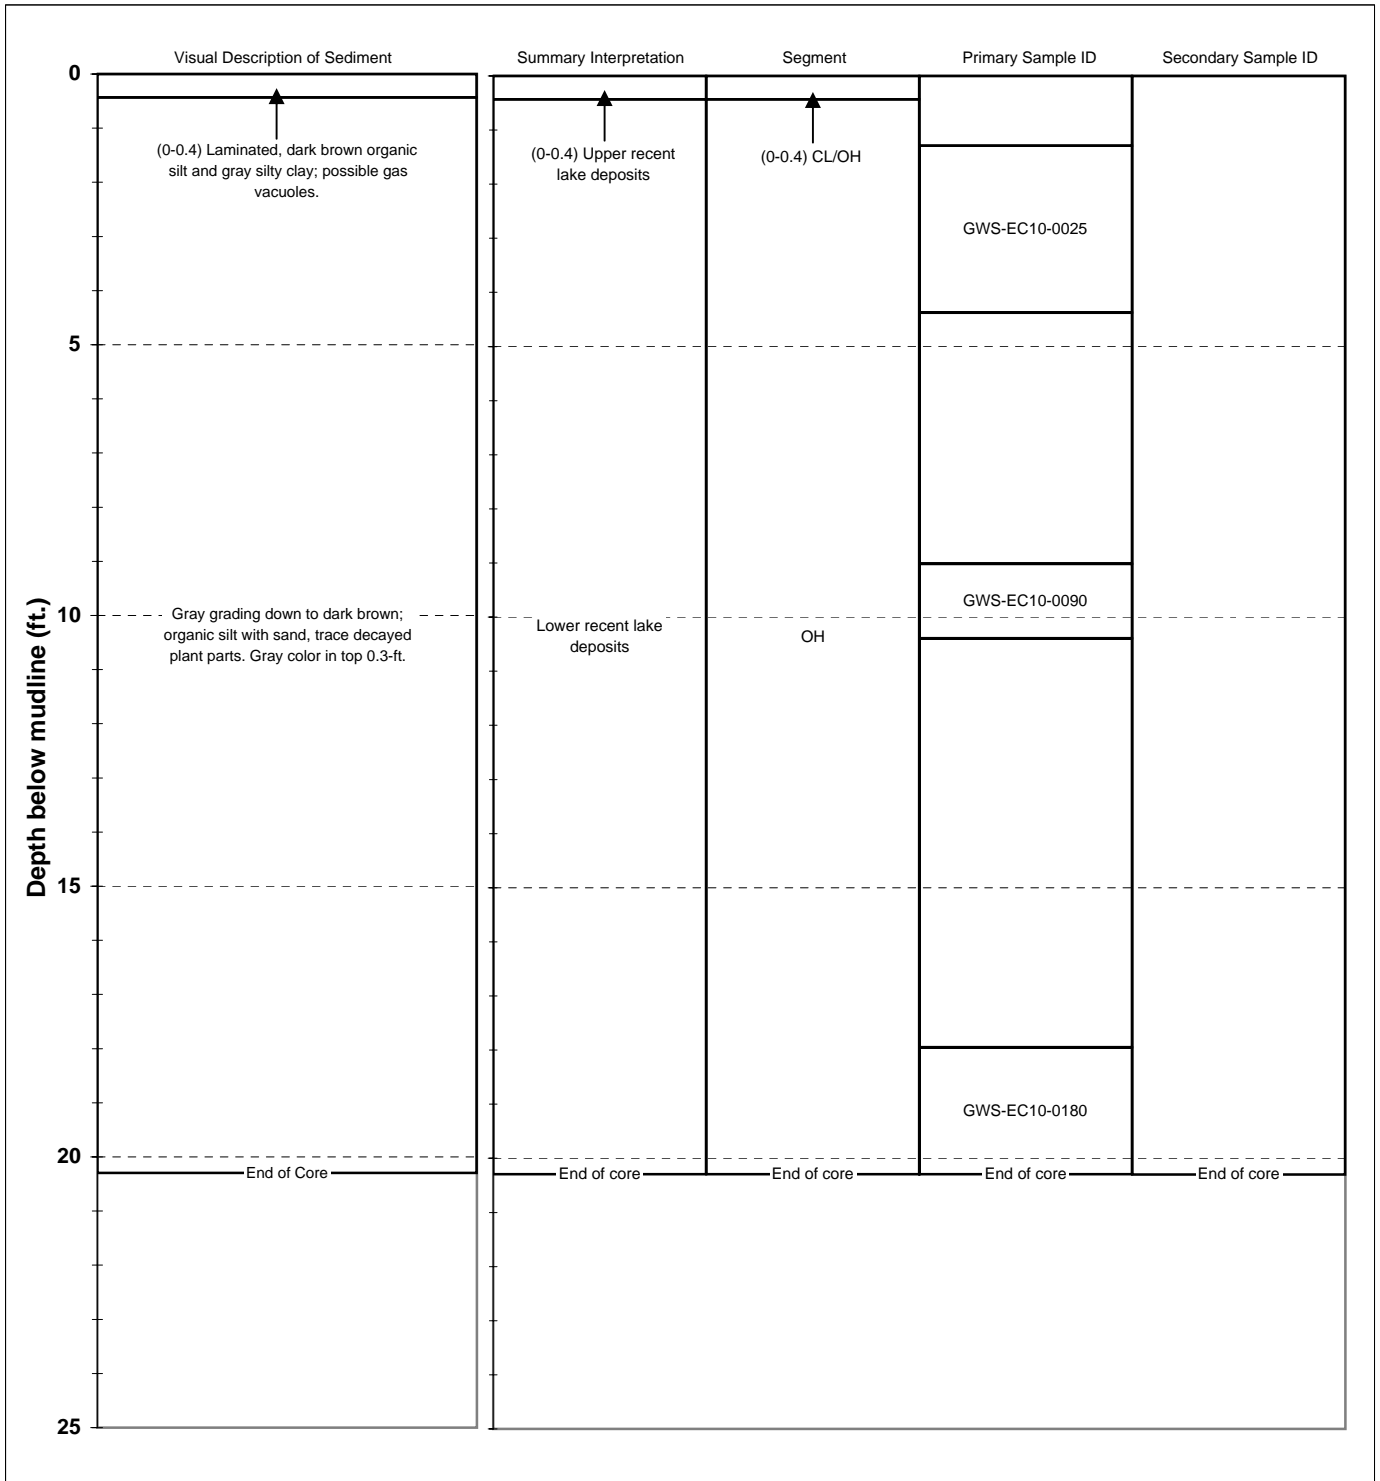 Visual Description of Sediment
Summary Interpretation
Segment
Primary Sample ID
Secondary Sample ID
0
(0-0.4) Laminated, dark brown organic
silt and gray silty clay; possible gas
vacuoles.
(0-0.4) Upper recent
lake deposits
(0-0.4) CL/OH
GWS-EC10-0025
5
Depth below mudline (ft.)
10
Gray grading down to dark brown;
organic silt with sand, trace decayed
plant parts. Gray color in top 0.3-ft.
Lower recent lake
deposits
OH
GWS-EC10-0090
15
GWS-EC10-0180
20
End of Core
End of core
End of core
End of core
End of core
25